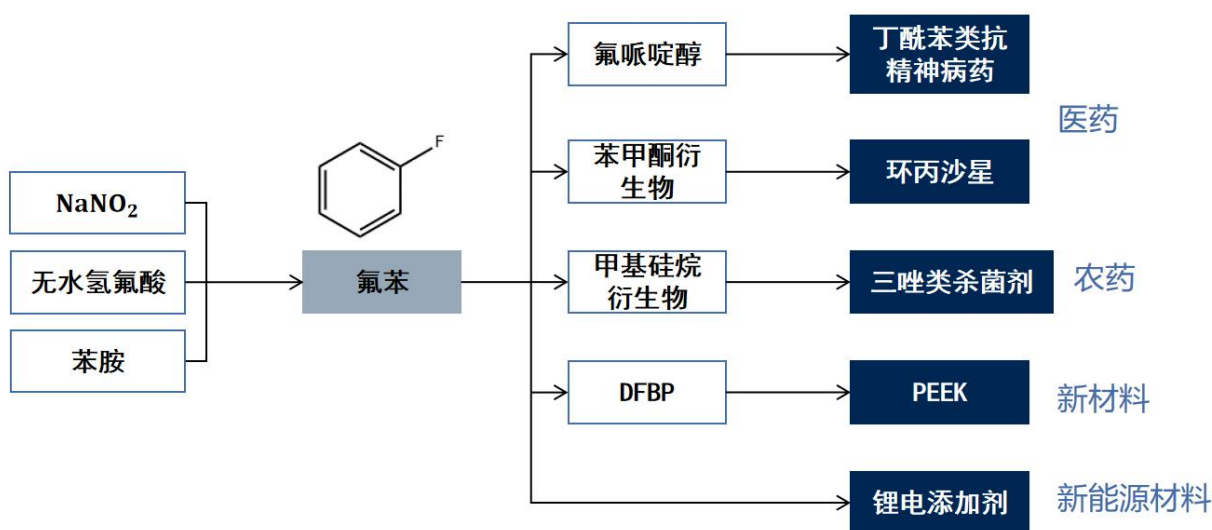 氟哌啶醇
丁酰苯类抗
精神病药
医药
F
苯甲酮衍
生物
环丙沙星
NaNO₂
无水氢氟酸
氟苯
甲基硅烷
衍生物
三唑类杀菌剂
农药
苯胺
DFBP
PEEK
新材料
锂电添加剂
新能源材料